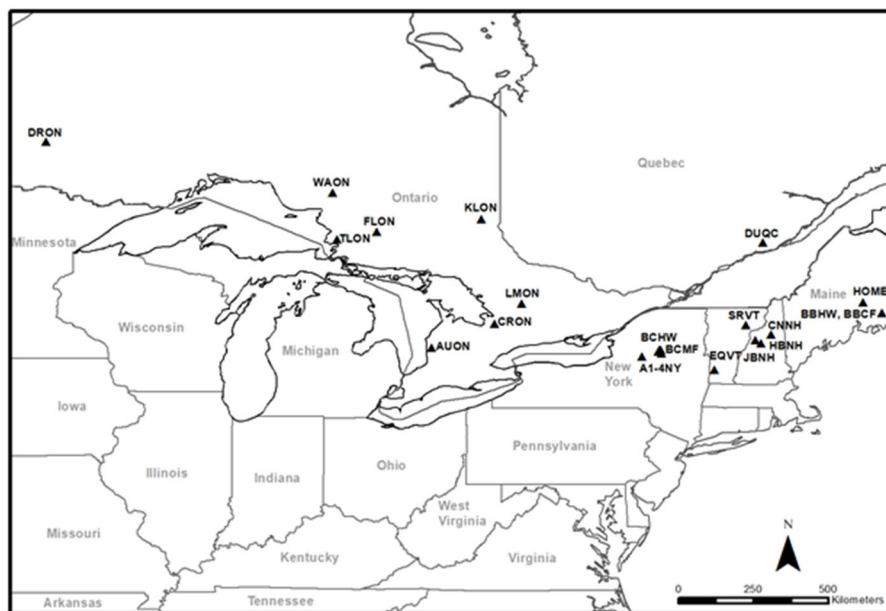 DRON
Quebec
WAON
Ontario
KLON
FLON
TLON
DUQC
Minnesota
LMON
Maine
HOME
BBHW, BBCF
SRVT
CNNH
Wisconsin
CRON
Michigan
AUON
BCHW
BCMF
HBNH
JBNH
EQVT
New
York
A1-4NY
Iowa
Pennsylvania
Illinois
Indiana
Ohio
West
Virginia
Missouri
Kentucky
Virginia
N
Arkansas
Tennessee
0 250 500
Kilometers